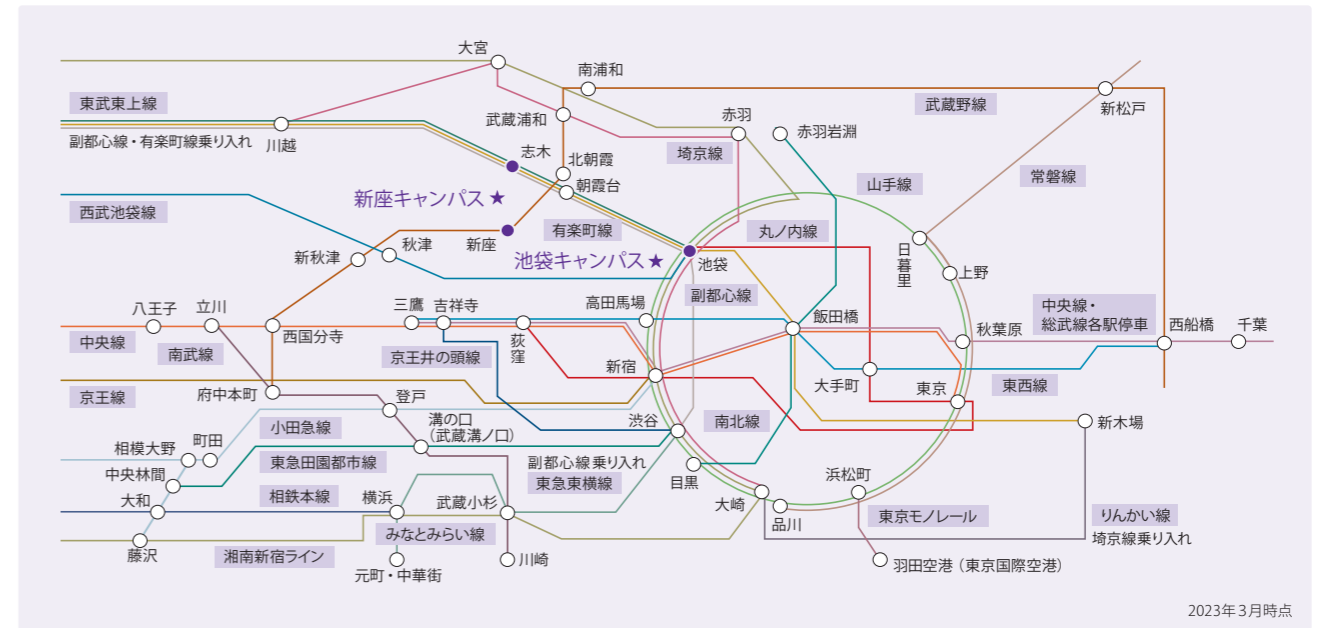 大宮
南浦和
東武東上線
武蔵野線
新松戸
副都心線・有楽町線乗り入れ
川越
武蔵浦和
赤羽
赤羽岩淵
志木
埼京線
北朝霞
朝霞台
山手線
常磐線
新座キャンパス★
西武池袋線
秋津
新座
有楽町線
丸ノ内線
新秋津
池袋キャンパス★
池袋
日暮里
上野
副都心線
八王子
立川
三鷹
吉祥寺
高田馬場
飯田橋
中央線・
総武線各駅停車
秋葉原
西船橋
千葉
中央線
南武線
西国分寺
京王井の頭線
荻窪
新宿
大手町
東京
東西線
京王線
府中本町
登戸
小田急線
溝の口
(武蔵溝ノ口)
渋谷
南北線
新木場
相模大野
町田
中央林間
東急田園都市線
副都心線乗り入れ
東急東横線
目黒
大和
相鉄本線
横浜
武蔵小杉
大崎
品川
浜松町
東京モノレール
りんかい線
埼京線乗り入れ
みなとみらい線
藤沢
湘南新宿ライン
元町・中華街
川崎
羽田空港（東京国際空港）
2023年3月時点